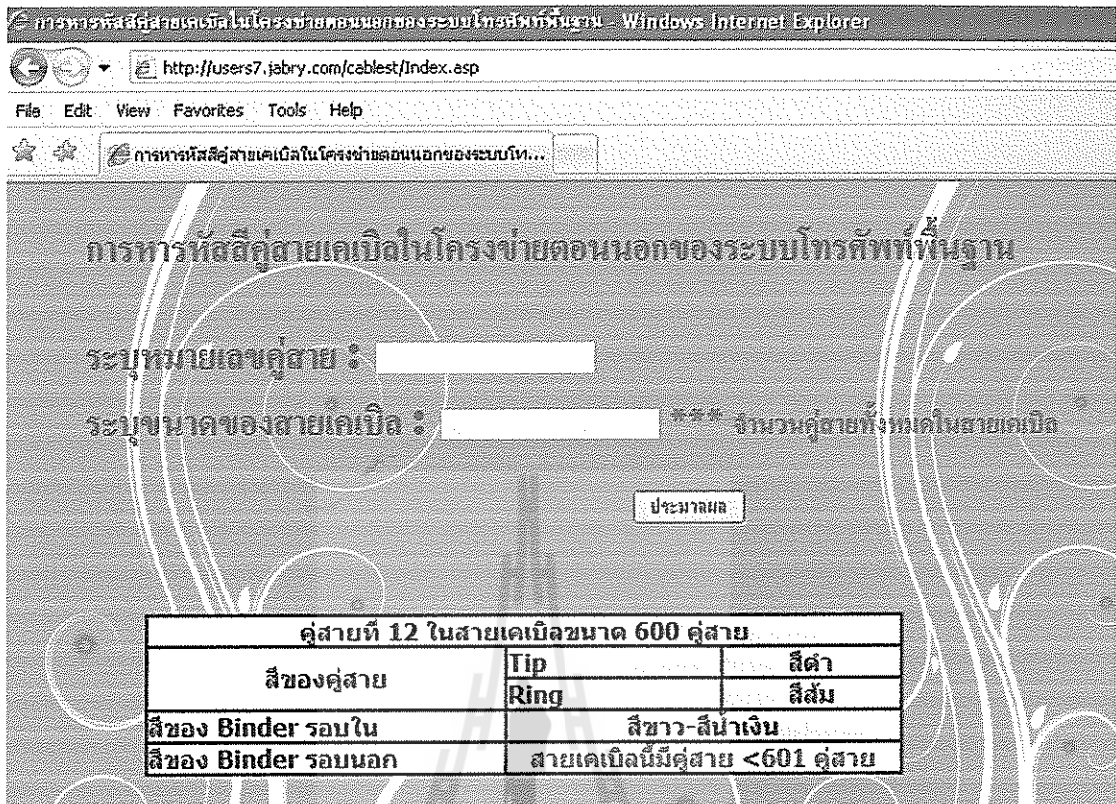 การหารหัสสีคู่สายเคเบิลในโครงข่ายตอนนอกของระบบโทรศัพท์พื้นฐาน - Windows Internet Explorer
http://users7.jabry.com/cablest/Index.asp
File Edit View Favorites Tools Help
การหารหัสสีคู่สายเคเบิลในโครงข่ายตอนนอกของระบบโท...
การหารหัสสีคู่สายเคเบิลในโครงข่ายตอนนอกของระบบโทรศัพท์พื้นฐาน
ระบุหมายเลขคู่สาย :
ระบุขนาดของสายเคเบิล : *** จำนวนคู่สายทั้งหมดในสายเคเบิล
ประมวลผล
คู่สายที่ 12 ในสายเคเบิลขนาด 600 คู่สาย
สีของคู่สาย
Tip สีดำ
Ring สีส้ม
สีของ Binder รอบใน สีขาว-สีน้ำเงิน
สีของ Binder รอบนอก สายเคเบิลนี้มีคู่สาย <601 คู่สาย